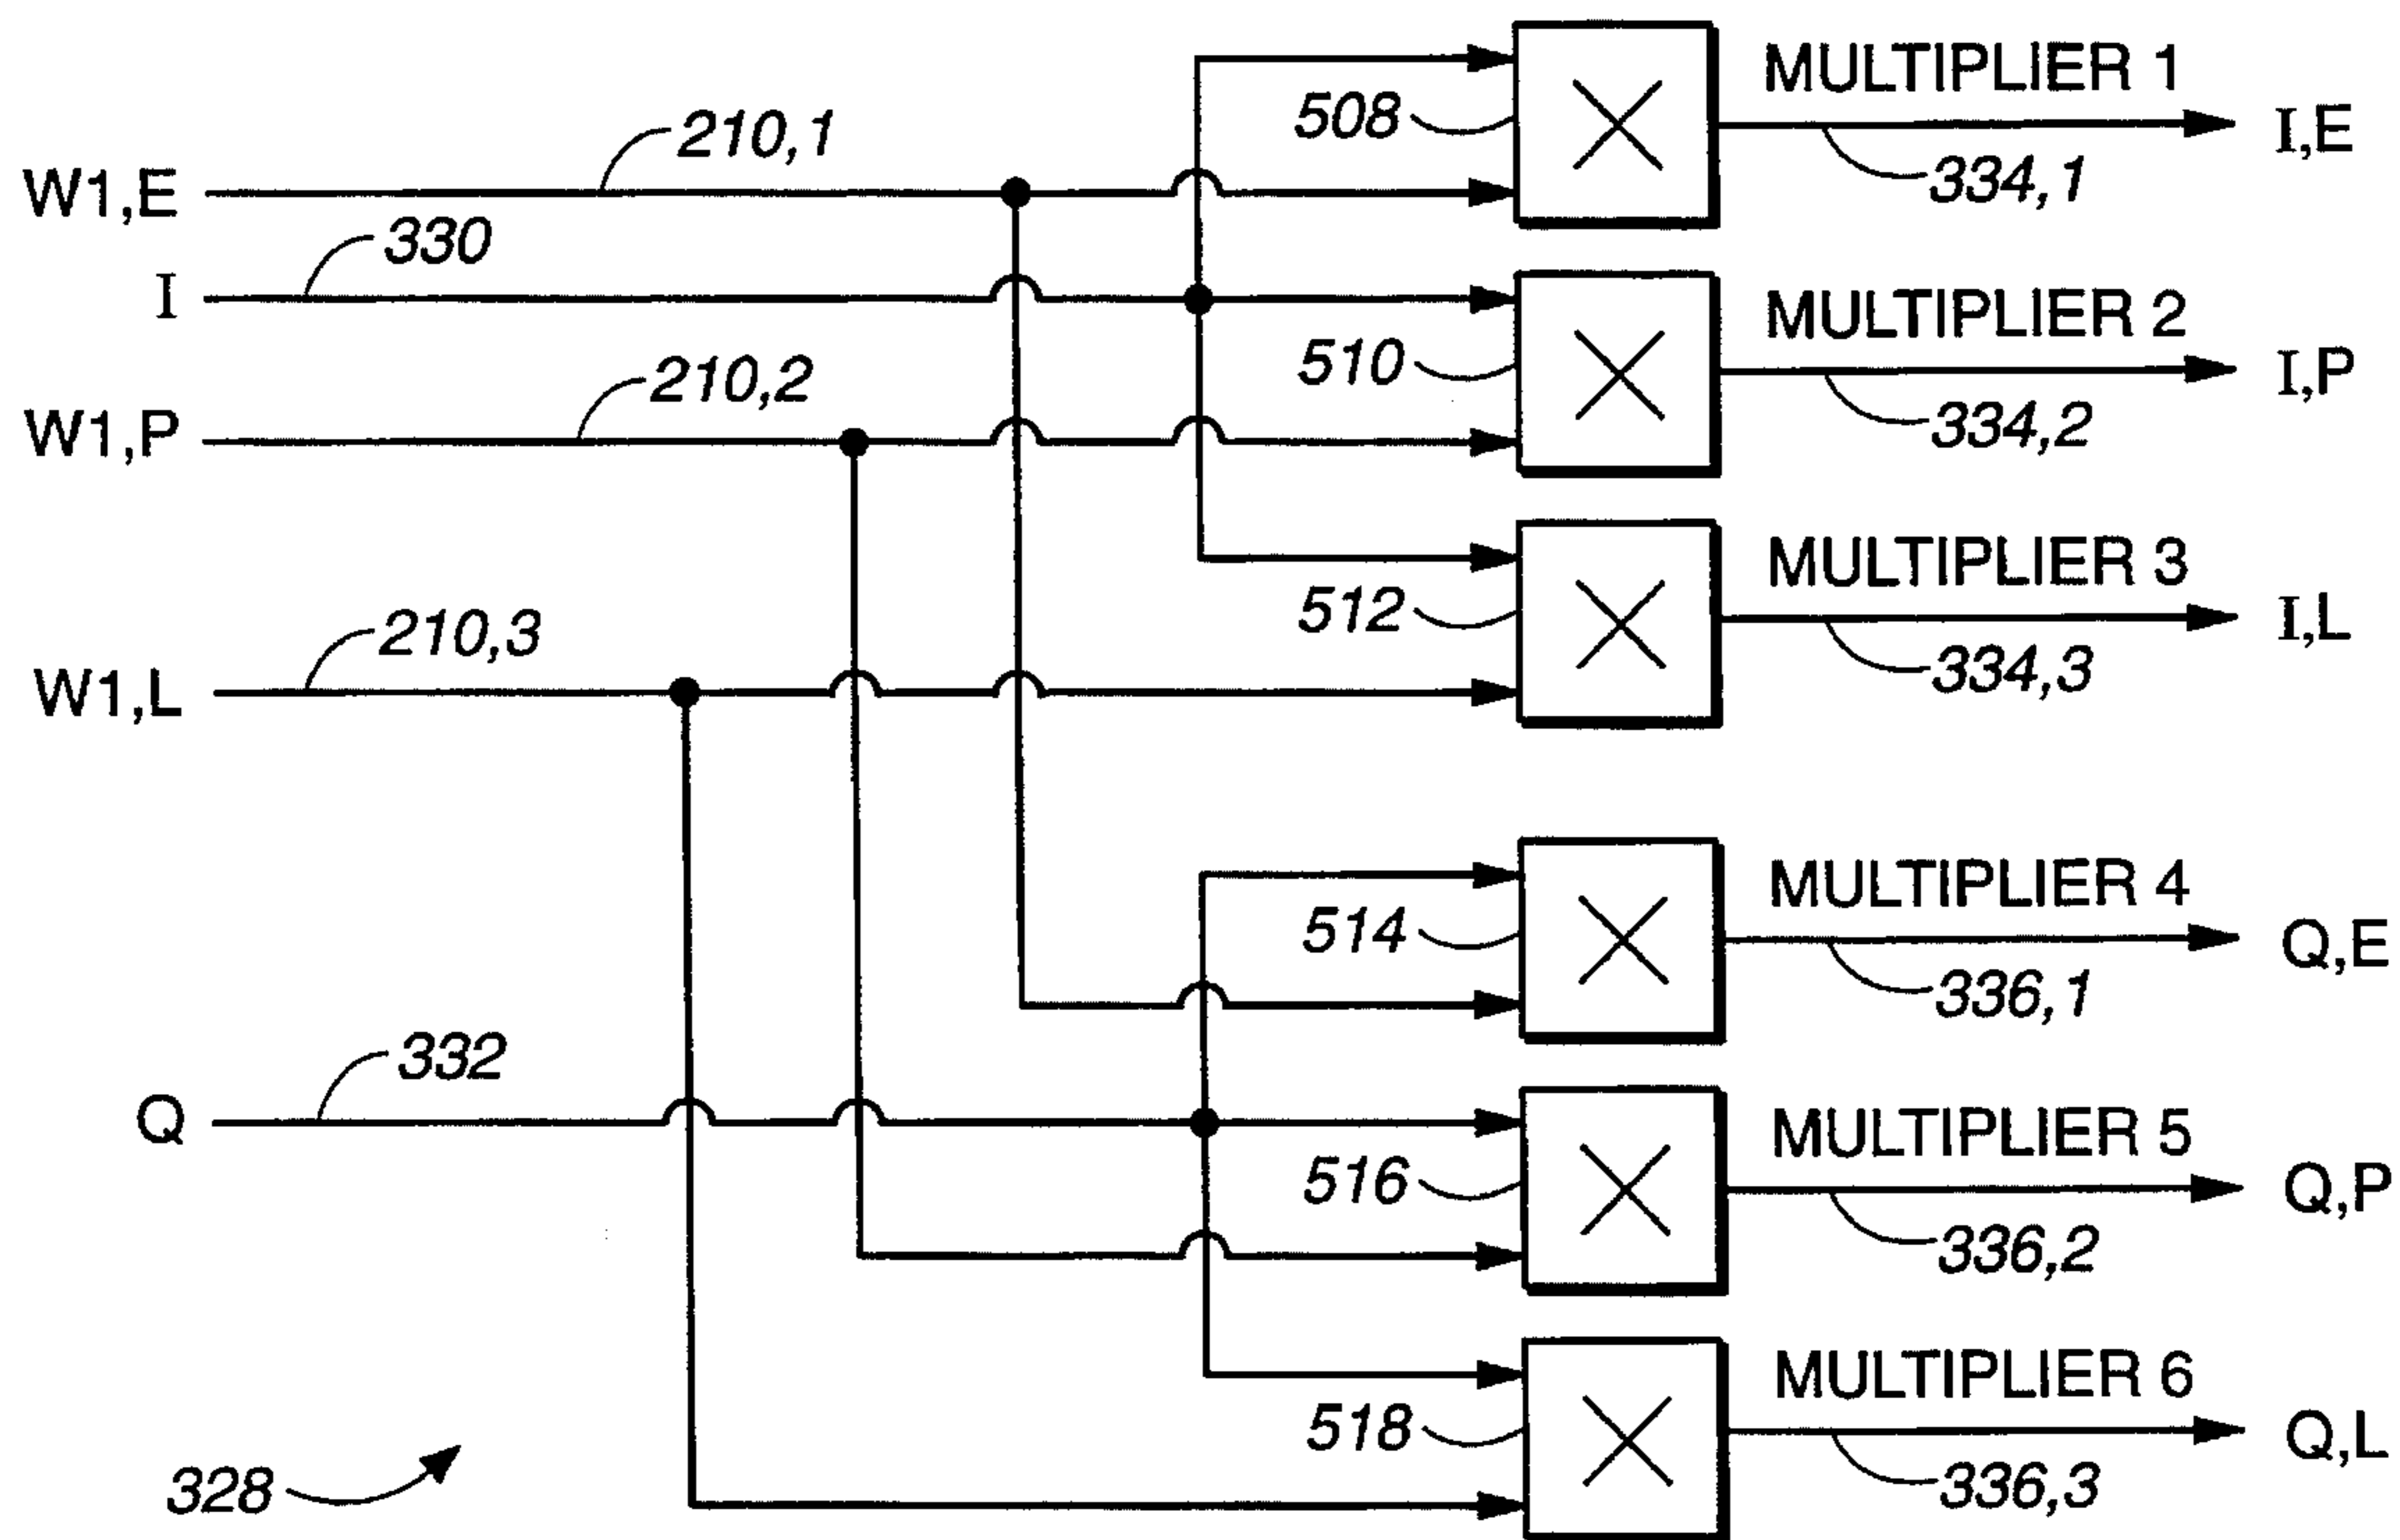 MULTIPLIER 1
508
I,E
334,1
210,1
W1,E
330
I
MULTIPLIER 2
510
I,P
334,2
210,2
W1,P
MULTIPLIER 3
512
I,L
334,3
210,3
W1,L
MULTIPLIER 4
514
Q,E
336,1
332
Q
MULTIPLIER 5
516
Q,P
336,2
MULTIPLIER 6
518
Q,L
336,3
328